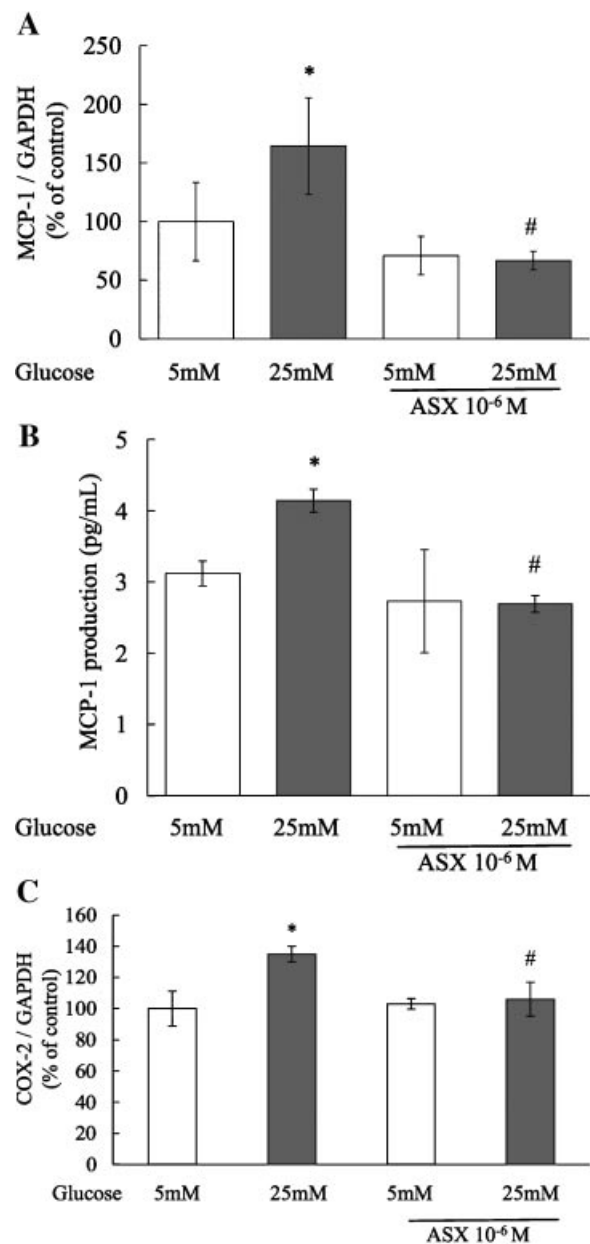 A
MCP-1 / GAPDH
(% of control)
250
200
150
100
50
0
*
#
Glucose 5mM 25mM 5mM 25mM
ASX 10⁻⁶ M
B
MCP-1 production (pg/mL)
5
4
3
2
1
0
*
#
Glucose 5mM 25mM 5mM 25mM
ASX 10⁻⁶ M
C
COX-2 / GAPDH
(% of control)
160
140
120
100
80
60
40
20
0
*
#
Glucose 5mM 25mM 5mM 25mM
ASX 10⁻⁶ M